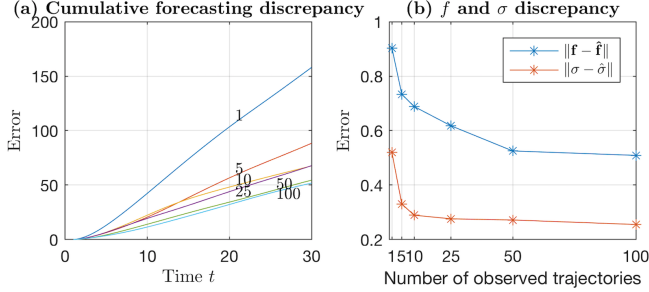 (a) Cumulative forecasting discrepancy
200
150
100
50
0
Error
1
5
10
25
50
100
0
10
20
30
Time t
(b) f and σ discrepancy
1
0.8
0.6
0.4
0.2
Error
‖f − f̂‖
‖σ − σ̂‖
1 5 10 25 50 100
Number of observed trajectories